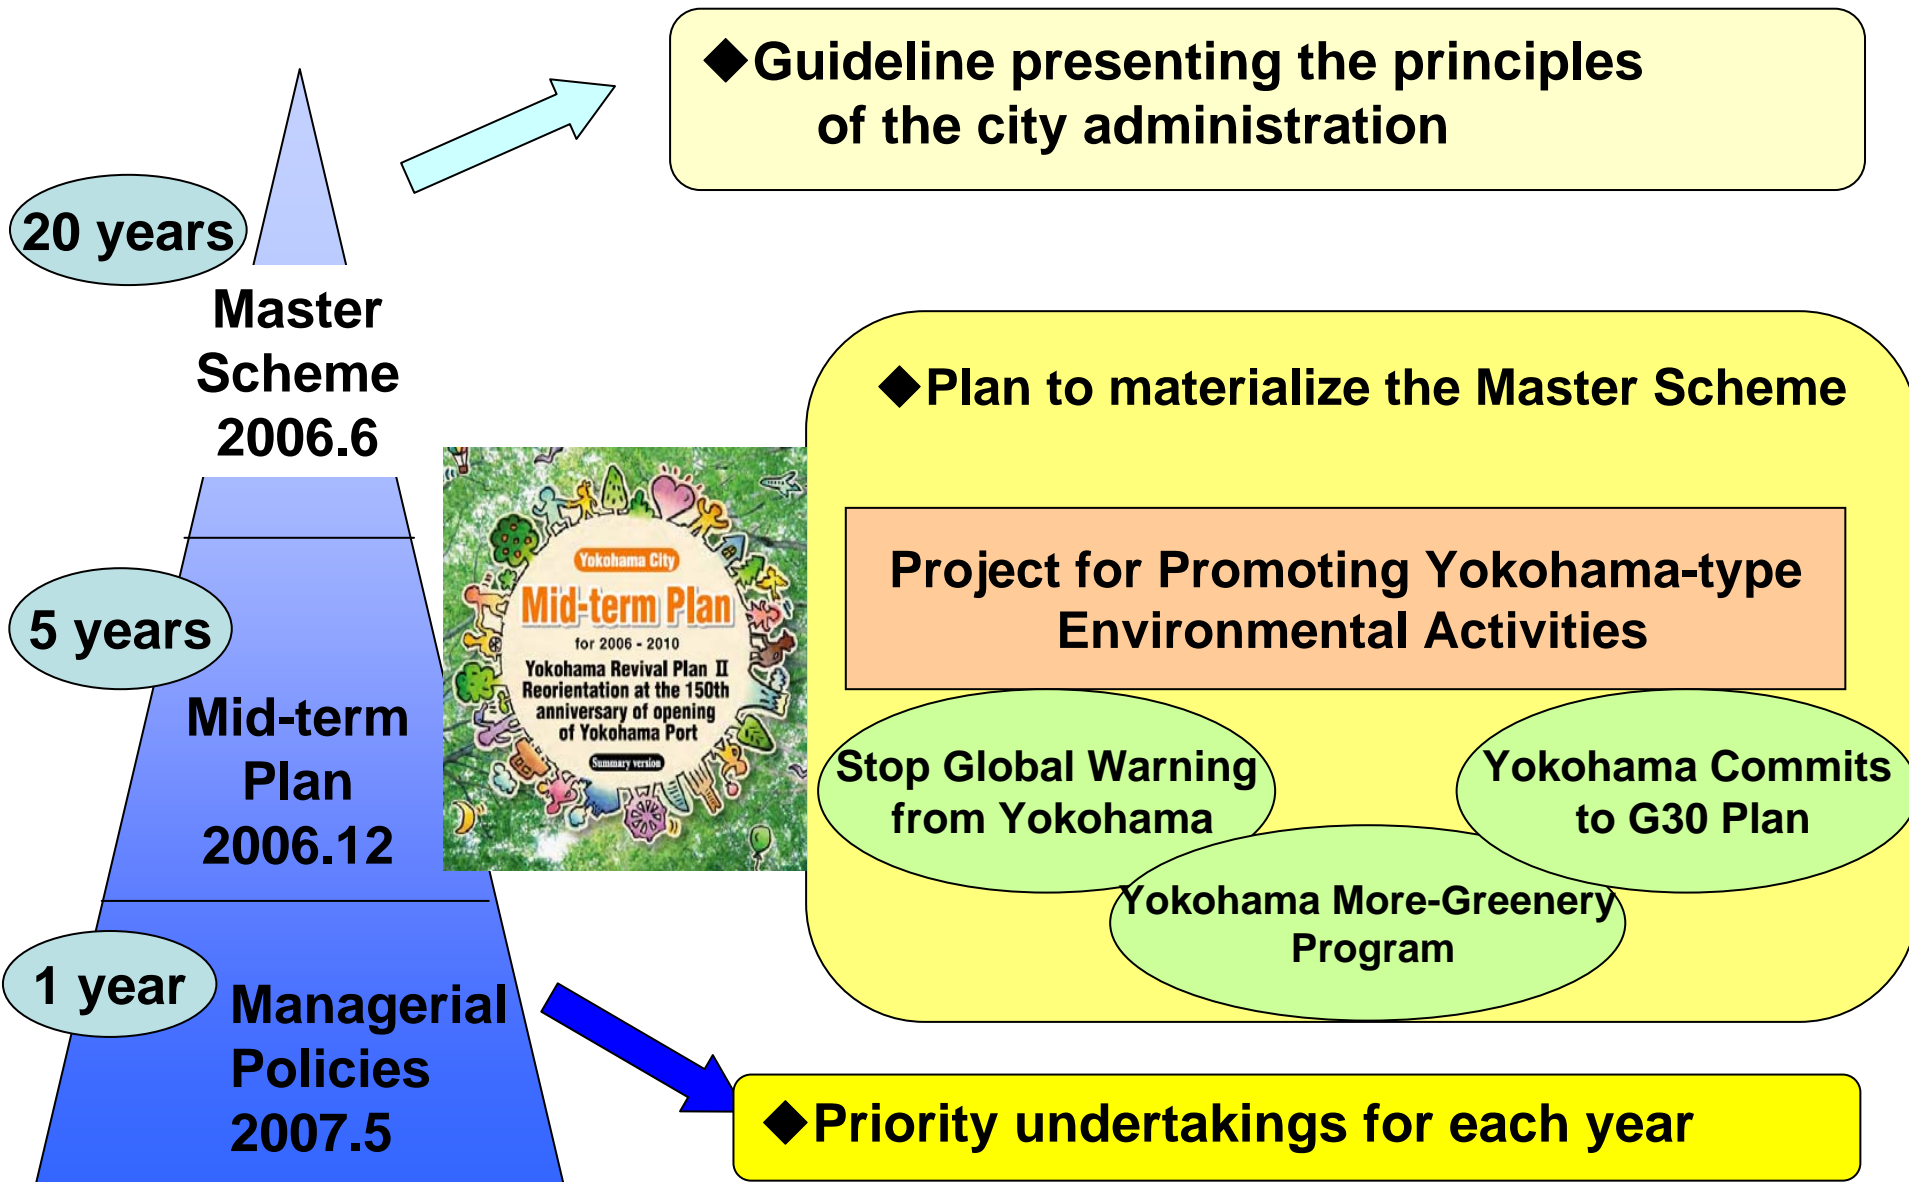 ◆Guideline presenting the principles
of the city administration
20 years
Master
Scheme
2006.6
◆Plan to materialize the Master Scheme
Project for Promoting Yokohama-type
Environmental Activities
Stop Global Warning
from Yokohama
Yokohama Commits
to G30 Plan
Yokohama More-Greenery
Program
Yokohama City
Mid-term Plan
for 2006 - 2010
Yokohama Revival Plan II
Reorientation at the 150th
anniversary of opening
of Yokohama Port
Summary version
5 years
Mid-term
Plan
2006.12
1 year
Managerial
Policies
2007.5
◆Priority undertakings for each year